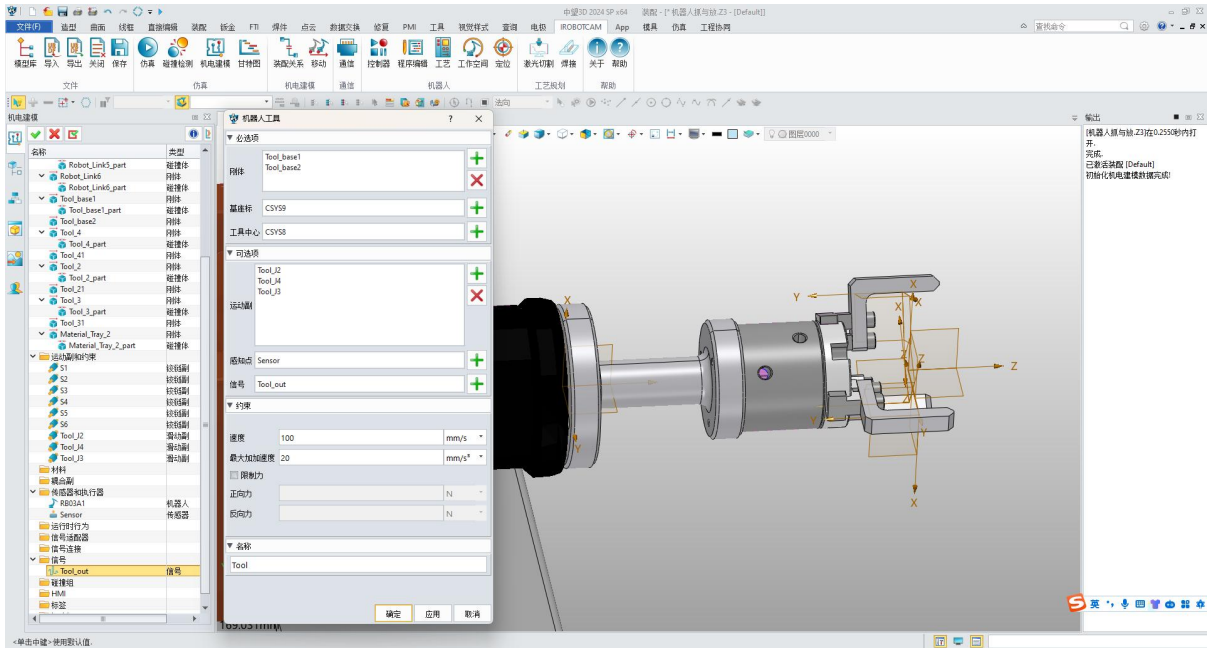 中望3D 2024 SP x64 装配 - [* 机器人抓与放.Z3 - [Default]]
文件(F) 造型 曲面 线框 直接编辑 装配 钣金 FTI 焊件 点云 数据交换 修复 PMI 工具 视觉样式 查询 电极 IROBOTCAM App 模具 仿真 工程协同 查找命令
模型库 导入 导出 关闭 保存 仿真 碰撞检测 机电建模 甘特图 装配关系 移动 通信 控制器 程序编辑 工艺 工作空间 定位 激光切割 焊接 关于 帮助
文件 仿真 机电建模 通信 机器人 工艺规划 帮助
法向
机电建模
图层0000
名称 类型
Robot_Link5_part 碰撞体
Robot_Link6 刚体
Robot_Link6_part 碰撞体
Tool_base1 刚体
Tool_base1_part 碰撞体
Tool_base2 刚体
Tool_4 刚体
Tool_4_part 碰撞体
Tool_41 刚体
Tool_2 刚体
Tool_2_part 碰撞体
Tool_21 刚体
Tool_3 刚体
Tool_3_part 碰撞体
Tool_31 刚体
Material_Tray_2 刚体
Material_Tray_2_part 碰撞体
运动副和约束
S1 铰链副
S2 铰链副
S3 铰链副
S4 铰链副
S5 铰链副
S6 铰链副
Tool_J2 滑动副
Tool_J4 滑动副
Tool_J3 滑动副
材料
耦合副
传感器和执行器
RB03A1 机器人
Sensor 传感器
运行时行为
信号适配器
信号连接
信号
Tool_out 信号
碰撞组
HMI
标签
机器人工具 ? ×
必选项
刚体
Tool_base1
Tool_base2
基座标 CSYS9
工具中心 CSYS8
可选项
运动副
Tool_J2
Tool_J4
Tool_J3
感知点 Sensor
信号 Tool_out
约束
速度 100 mm/s
最大加加速度 20 mm/s³
限制力
正向力 N
反向力 N
名称
Tool
确定 应用 取消
169.031mm
X
Y
Y
X
X
X
Z
Z
Z
Y
X
输出
[机器人抓与放.Z3]在0.2550秒内打
开.
完成.
已激活装配 [Default]
初始化机电建模数据完成!
英
<单击中键>使用默认值.